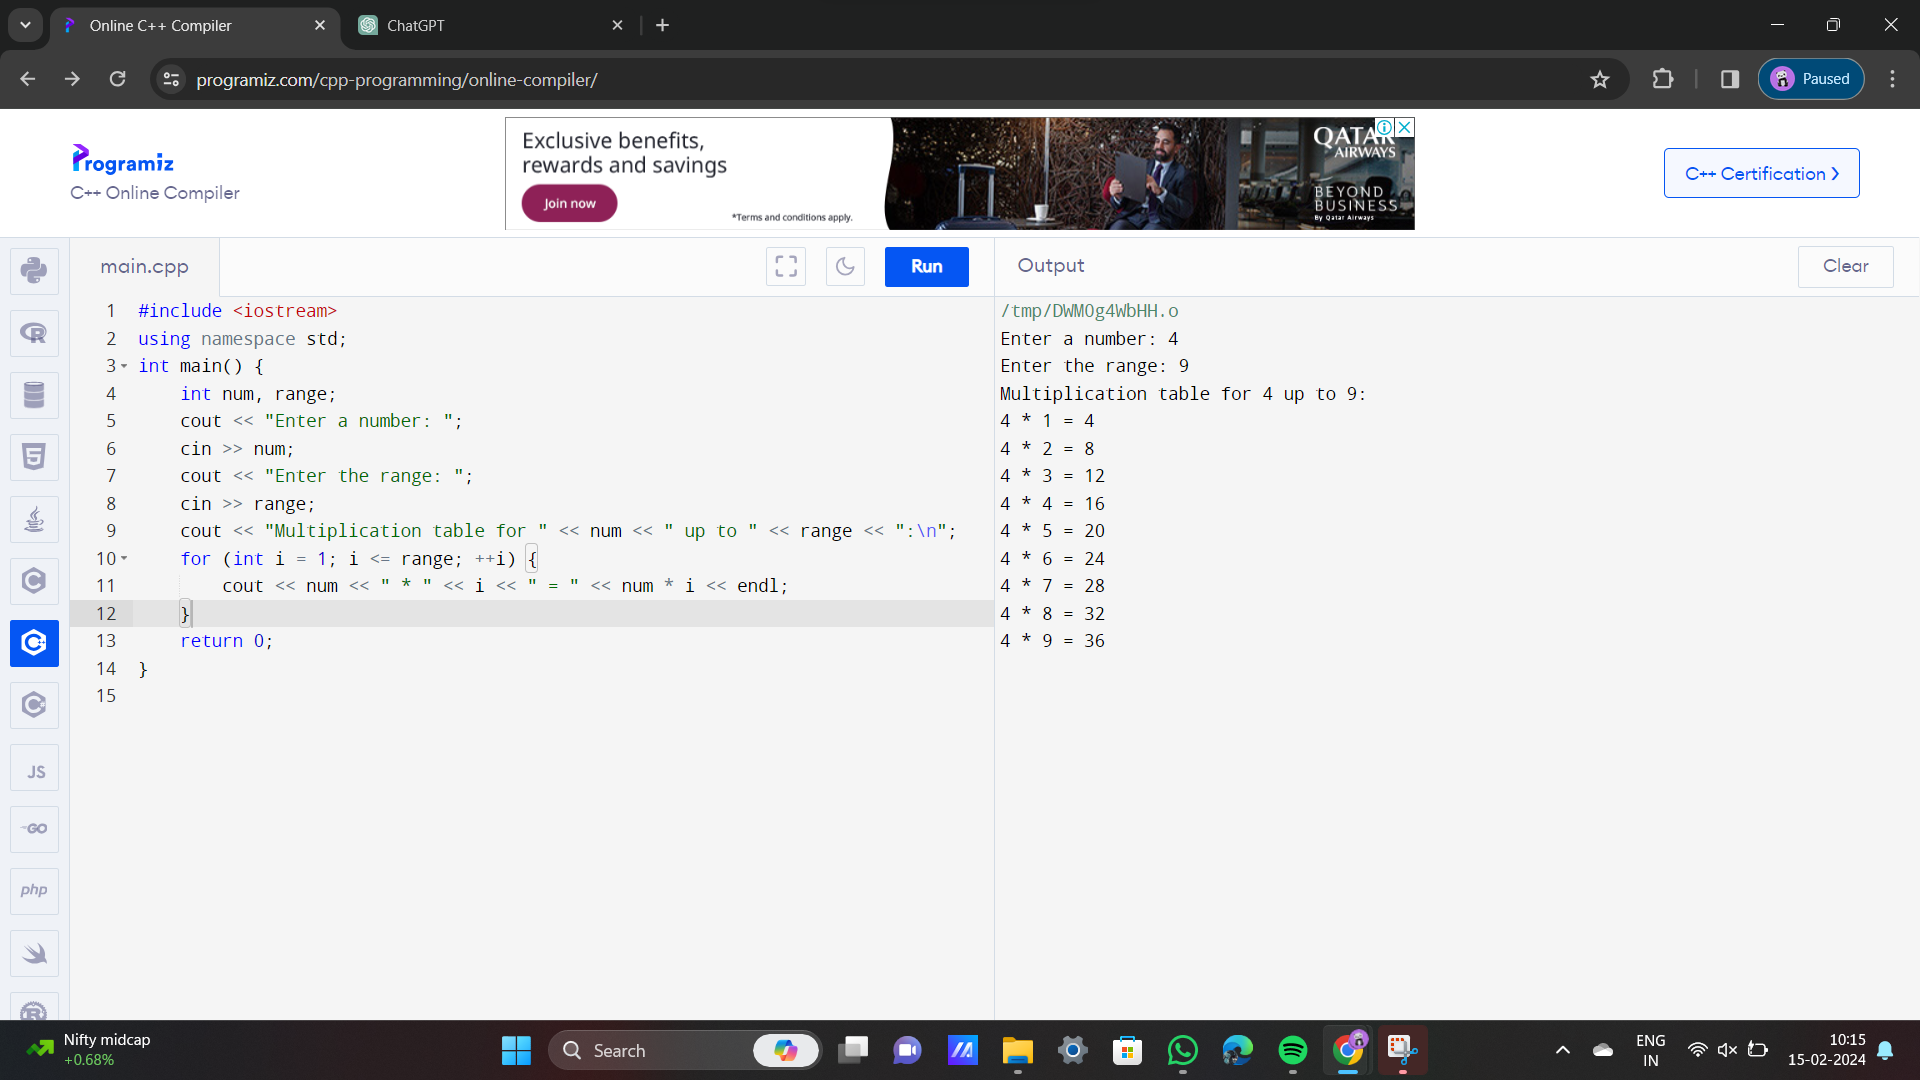 Online C++ Compiler
ChatGPT
programiz.com/cpp-programming/online-compiler/
Paused
Programiz
C++ Online Compiler
Exclusive benefits,
rewards and savings
Join now
*Terms and conditions apply.
QATAR
AIRWAYS
BEYOND
BUSINESS
By Qatar Airways
C++ Certification
main.cpp
Run
Output
Clear
1 #include <iostream>
2 using namespace std;
3 int main() {
4 int num, range;
5 cout << "Enter a number: ";
6 cin >> num;
7 cout << "Enter the range: ";
8 cin >> range;
9 cout << "Multiplication table for " << num << " up to " << range << ":\n";
10 for (int i = 1; i <= range; ++i) {
11 cout << num << " * " << i << " = " << num * i << endl;
12 }
13 return 0;
14 }
15
/tmp/DWMOg4WbHH.o
Enter a number: 4
Enter the range: 9
Multiplication table for 4 up to 9:
4 * 1 = 4
4 * 2 = 8
4 * 3 = 12
4 * 4 = 16
4 * 5 = 20
4 * 6 = 24
4 * 7 = 28
4 * 8 = 32
4 * 9 = 36
R
5
C
C++
C#
JS
GO
php
R
Nifty midcap
+0.68%
Search
ENG
IN
10:15
15-02-2024